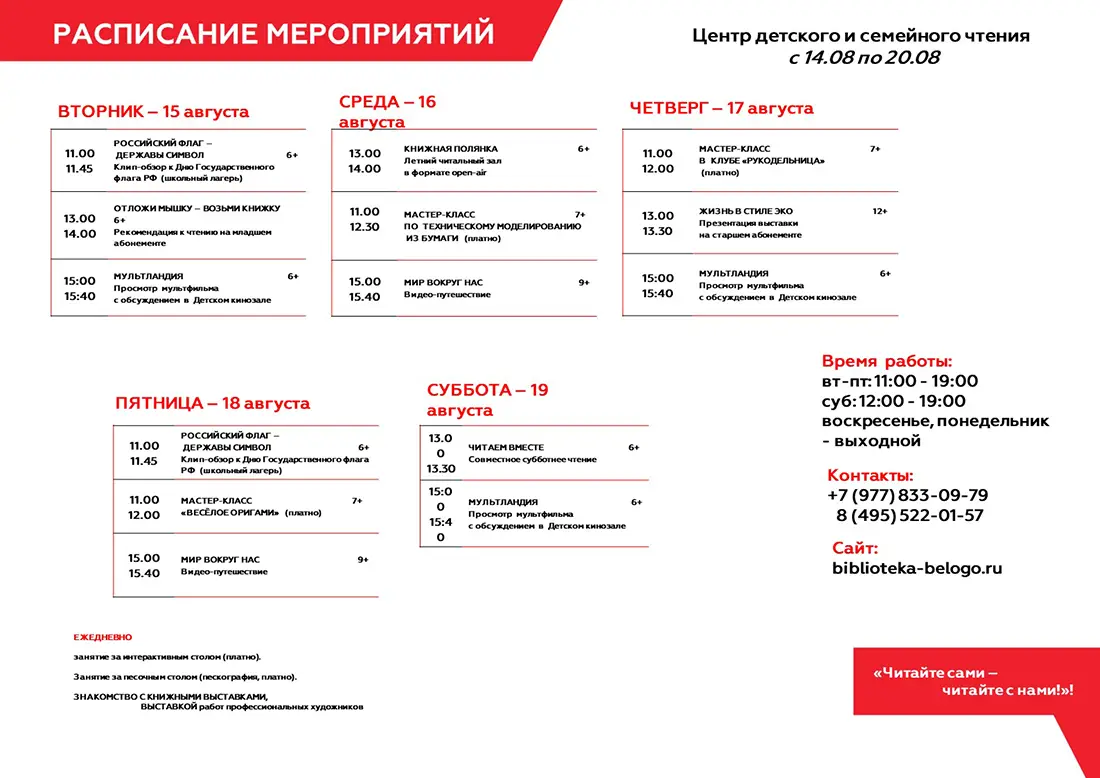 РАСПИСАНИЕ МЕРОПРИЯТИЙ
Центр детского и семейного чтения
с 14.08 по 20.08
ВТОРНИК – 15 августа
11.00
11.45
РОССИЙСКИЙ ФЛАГ –
ДЕРЖАВЫ СИМВОЛ 6+
Клип-обзор к Дню Государственного
флага РФ (школьный лагерь)
13.00
14.00
ОТЛОЖИ МЫШКУ – ВОЗЬМИ КНИЖКУ
6+
Рекомендация к чтению на младшем
абонементе
15:00
15:40
МУЛЬТЛАНДИЯ 6+
Просмотр мультфильма
с обсуждением в Детском кинозале
СРЕДА – 16
августа
13.00
14.00
КНИЖНАЯ ПОЛЯНКА 6+
Летний читальный зал
в формате open-air
11.00
12.30
МАСТЕР-КЛАСС 7+
ПО ТЕХНИЧЕСКОМУ МОДЕЛИРОВАНИЮ
ИЗ БУМАГИ (платно)
15.00
15.40
МИР ВОКРУГ НАС 9+
Видео-путешествие
ЧЕТВЕРГ – 17 августа
11.00
12.00
МАСТЕР-КЛАСС 7+
В КЛУБЕ «РУКОДЕЛЬНИЦА»
(платно)
13.00
13.30
ЖИЗНЬ В СТИЛЕ ЭКО 12+
Презентация выставки
на старшем абонементе
15:00
15:40
МУЛЬТЛАНДИЯ 6+
Просмотр мультфильма
с обсуждением в Детском кинозале
ПЯТНИЦА – 18 августа
11.00
11.45
РОССИЙСКИЙ ФЛАГ –
ДЕРЖАВЫ СИМВОЛ 6+
Клип-обзор к Дню Государственного флага
РФ (школьный лагерь)
11.00
12.00
МАСТЕР-КЛАСС 7+
«ВЕСЁЛОЕ ОРИГАМИ» (платно)
15.00
15.40
МИР ВОКРУГ НАС 9+
Видео-путешествие
СУББОТА – 19
августа
13.0
0
13.30
ЧИТАЕМ ВМЕСТЕ 6+
Совместное субботнее чтение
15:0
0
15:4
0
МУЛЬТЛАНДИЯ 6+
Просмотр мультфильма
с обсуждением в Детском кинозале
Время работы:
вт-пт: 11:00 - 19:00
суб: 12:00 - 19:00
воскресенье, понедельник
- выходной
Контакты:
+7 (977) 833-09-79
8 (495) 522-01-57
Сайт:
biblioteka-belogo.ru
ЕЖЕДНЕВНО
занятие за интерактивным столом (платно).
Занятие за песочным столом (пескография, платно).
ЗНАКОМСТВО С КНИЖНЫМИ ВЫСТАВКАМИ,
ВЫСТАВКОЙ работ профессиональных художников
«Читайте сами –
читайте с нами!»!